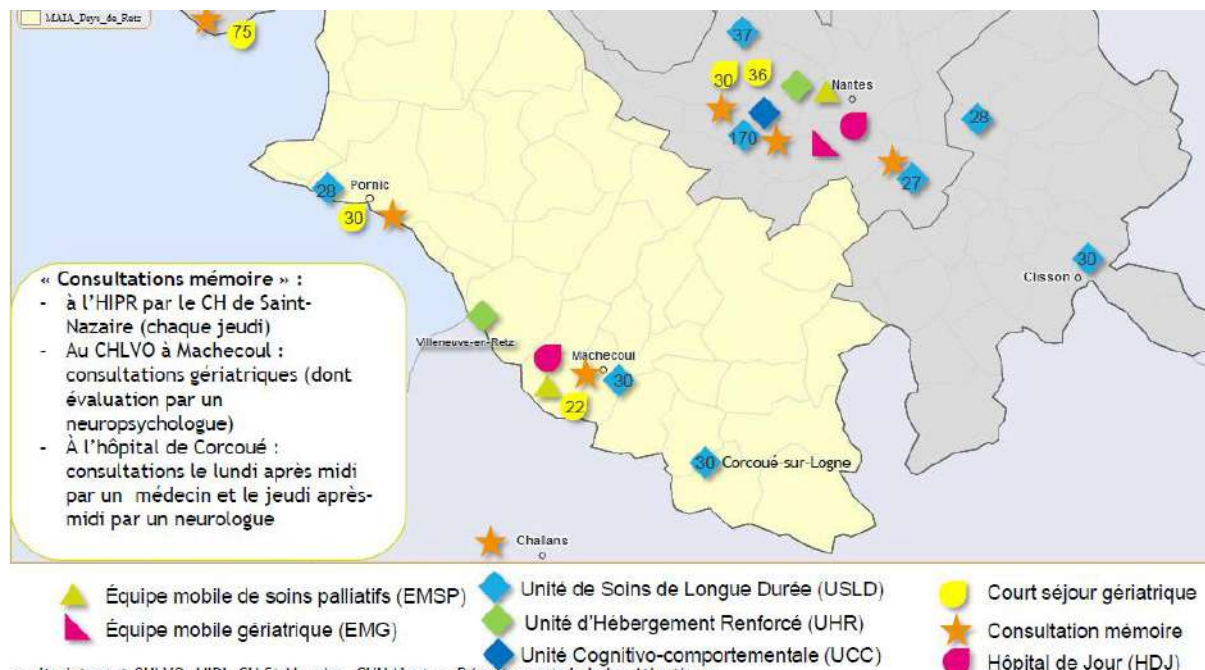 MAIA_Pays_de_Retz
75
37
30
36
Nantes
170
28
27
28
Pornic
30
30
Clisson
« Consultations mémoire » :
- à l'HIPR par le CH de Saint-
Nazaire (chaque jeudi)
- Au CHLVO à Machecoul :
consultations gériatriques (dont
évaluation par un
neuropsychologue)
- À l'hôpital de Corcoué :
consultations le lundi après midi
par un médecin et le jeudi après-
midi par un neurologue
Villeneuve-en-Retz
Machecoul
30
22
30
Corcoué-sur-Logne
Challans
Équipe mobile de soins palliatifs (EMSP)
Équipe mobile gériatrique (EMG)
Unité de Soins de Longue Durée (USLD)
Unité d'Hébergement Renforcé (UHR)
Unité Cognitivo-comportementale (UCC)
Court séjour gériatrique
Consultation mémoire
Hôpital de Jour (HDJ)